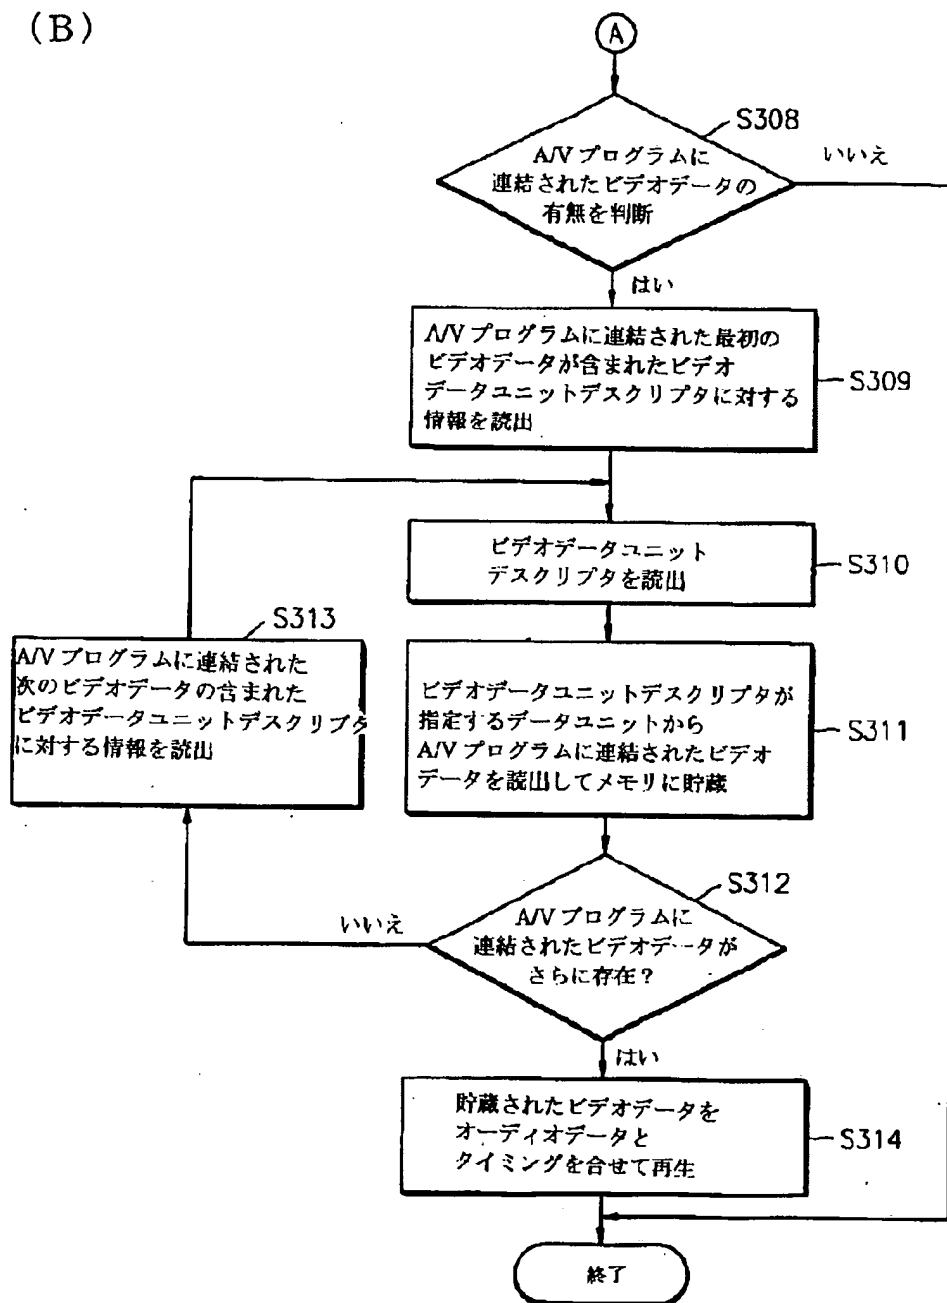 (B)
A
S308
A/Vプログラムに
連結されたビデオデータの
有無を判断
いいえ
はい
A/Vプログラムに連結された最初の
ビデオデータが含まれたビデオ
データユニットデスクリプタに対する
情報を読出
S309
ビデオデータユニット
デスクリプタを読出
S310
S313
A/Vプログラムに連結された
次のビデオデータの含まれた
ビデオデータユニットデスクリプタ
に対する情報を読出
ビデオデータユニットデスクリプタが
指定するデータユニットから
A/Vプログラムに連結されたビデオ
データを読出してメモリに貯蔵
S311
S312
A/Vプログラムに
連結されたビデオデータが
さらに存在?
いいえ
はい
貯蔵されたビデオデータを
オーディオデータと
タイミングを合せて再生
S314
終了